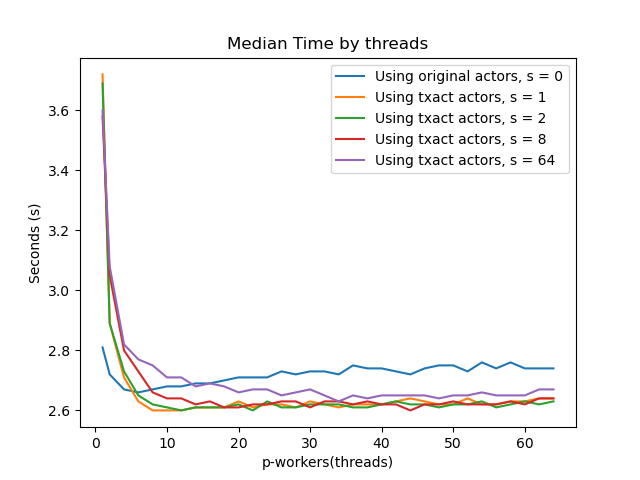 Median Time by threads
Using original actors, s = 0
Using txact actors, s = 1
Using txact actors, s = 2
Using txact actors, s = 8
Using txact actors, s = 64
Seconds (s)
3.6
3.4
3.2
3.0
2.8
2.6
0 10 20 30 40 50 60
p-workers(threads)